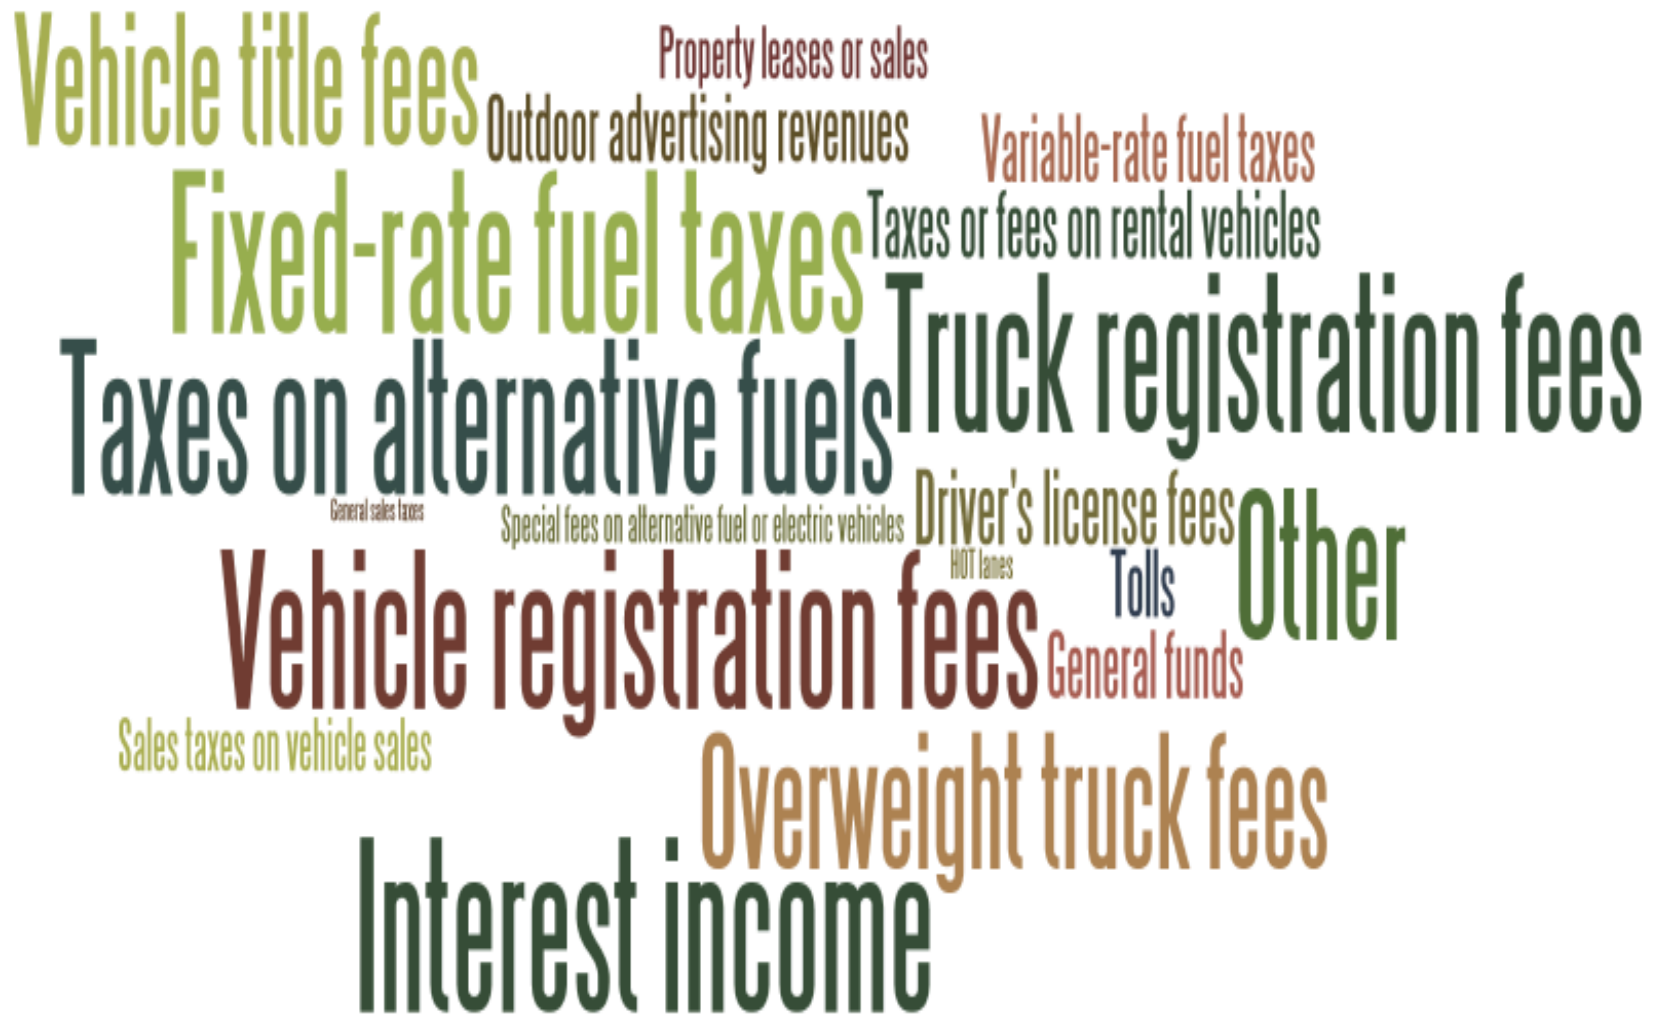 Vehicle title fees
Property leases or sales
Outdoor advertising revenues
Variable-rate fuel taxes
Fixed-rate fuel taxes
Taxes or fees on rental vehicles
Truck registration fees
Taxes on alternative fuels
General sales taxes
Special fees on alternative fuel or electric vehicles
Driver's license fees
Other
HOT lanes
Tolls
Vehicle registration fees
General funds
Sales taxes on vehicle sales
Overweight truck fees
Interest income